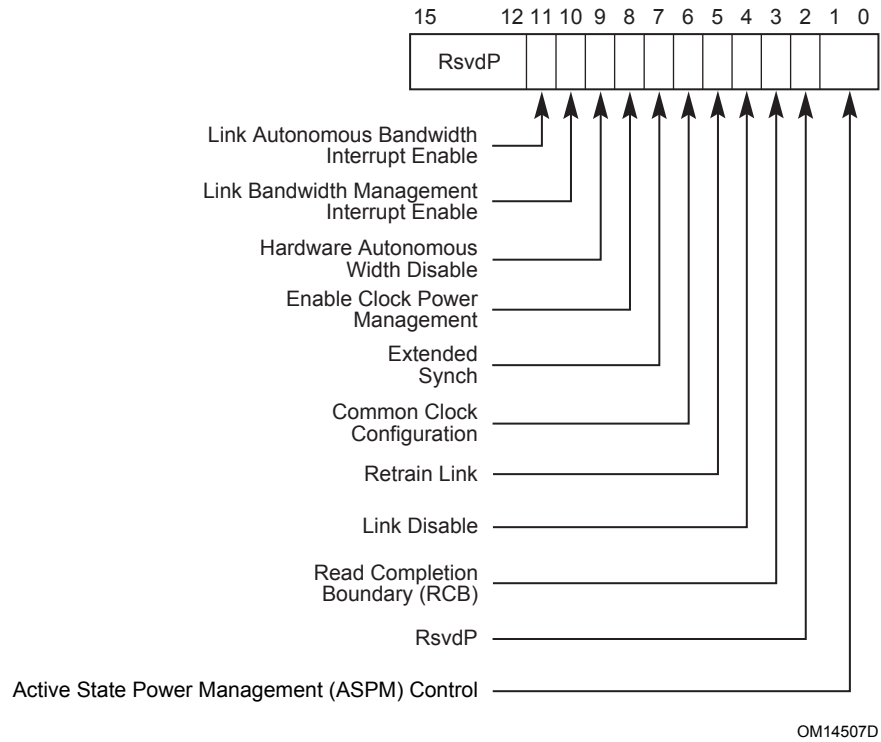 15 12 11 10 9 8 7 6 5 4 3 2 1 0
RsvdP
Link Autonomous Bandwidth
Interrupt Enable
Link Bandwidth Management
Interrupt Enable
Hardware Autonomous
Width Disable
Enable Clock Power
Management
Extended
Synch
Common Clock
Configuration
Retrain Link
Link Disable
Read Completion
Boundary (RCB)
RsvdP
Active State Power Management (ASPM) Control
OM14507D